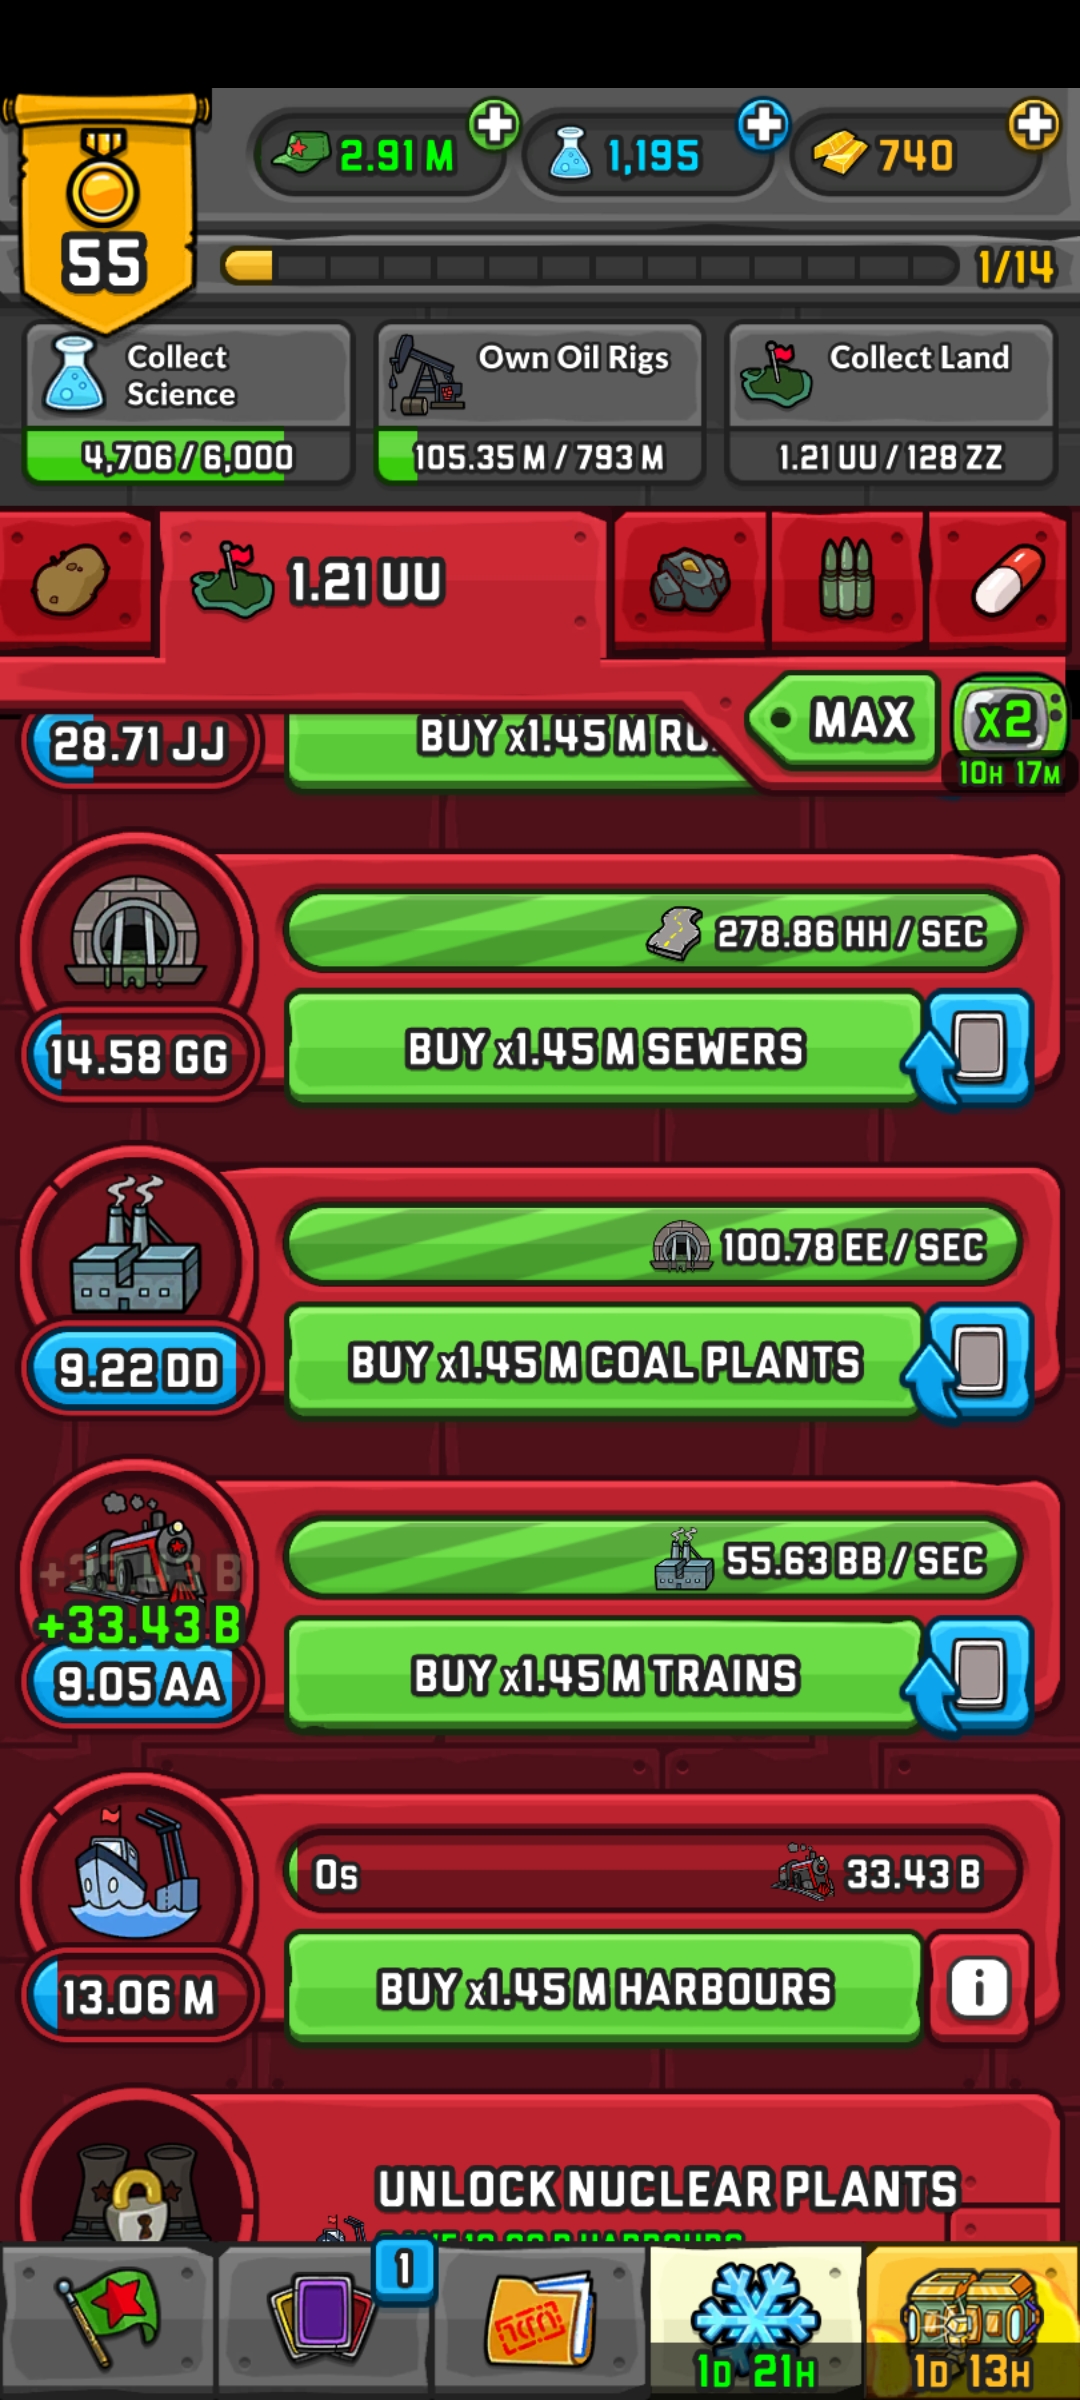 2.91 M
1,195
740
55
1/14
Collect
Science
4,706 / 6,000
Own Oil Rigs
105.35 M / 793 M
Collect Land
1.21 UU / 128 ZZ
1.21 UU
MAX
x2
10H 17M
28.71 JJ
BUY x1.45 M
278.86 HH / SEC
14.58 GG
BUY x1.45 M SEWERS
100.78 EE / SEC
9.22 DD
BUY x1.45 M COAL PLANTS
55.63 BB / SEC
+33.43 B
9.05 AA
BUY x1.45 M TRAINS
0s
33.43 B
13.06 M
BUY x1.45 M HARBOURS
i
UNLOCK NUCLEAR PLANTS
1
1D 21H
1D 13H